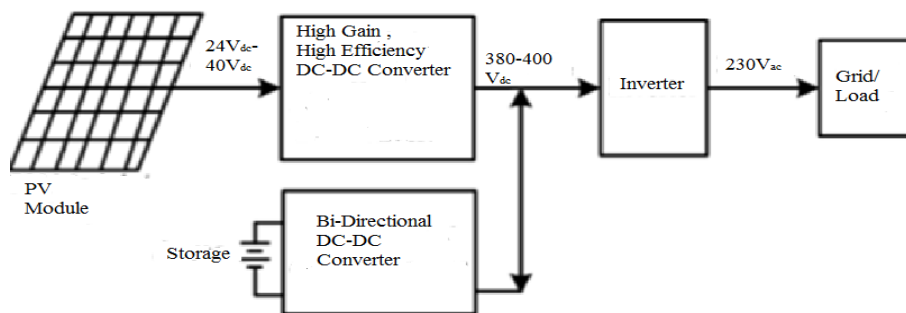 24Vdc-
40Vdc
High Gain ,
High Efficiency
DC-DC Converter
380-400
Vdc
Inverter
230Vac
Grid/
Load
PV
Module
Storage
Bi-Directional
DC-DC
Converter